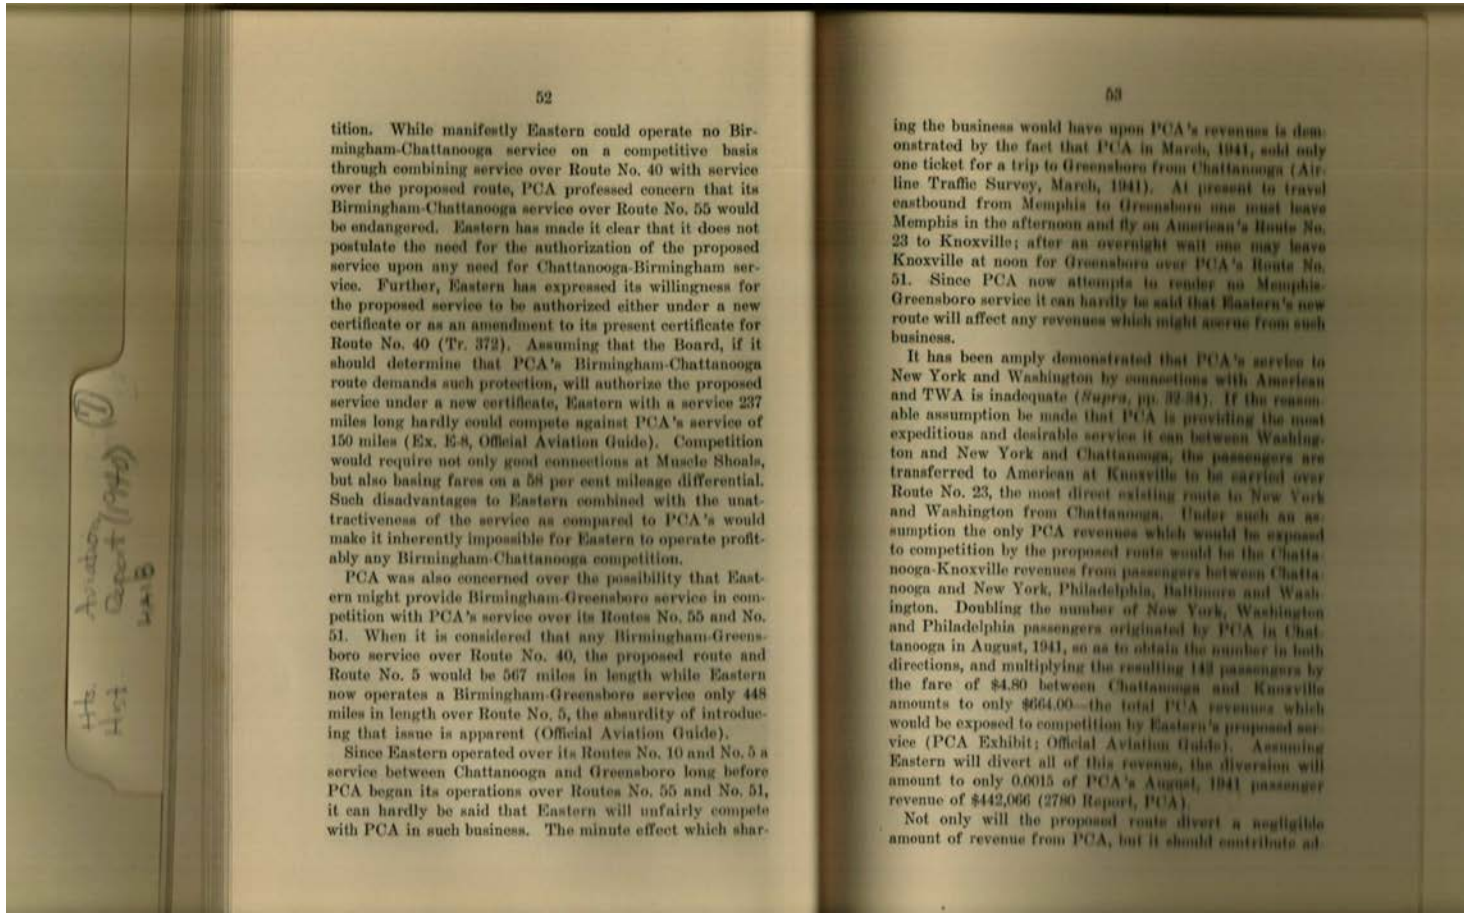 Hts.
Hist
Aviation
Report (1940) (7)
52
tition. While manifestly Eastern could operate no Bir-
mingham-Chattanooga service on a competitive basis
through combining service over Route No. 40 with service
over the proposed route, PCA professed concern that its
Birmingham-Chattanooga service over Route No. 55 would
be endangered. Eastern has made it clear that it does not
postulate the need for the authorization of the proposed
service upon any need for Chattanooga-Birmingham ser-
vice. Further, Eastern has expressed its willingness for
the proposed service to be authorized either under a new
certificate or as an amendment to its present certificate for
Route No. 40 (Tr. 372). Assuming that the Board, if it
should determine that PCA's Birmingham-Chattanooga
route demands such protection, will authorize the proposed
service under a new certificate, Eastern with a service 237
miles long hardly could compete against PCA's service of
150 miles (Ex. E-8, Official Aviation Guide). Competition
would require not only good connections at Muscle Shoals,
but also basing fares on a 58 per cent mileage differential.
Such disadvantages to Eastern combined with the unat-
tractiveness of the service as compared to PCA's would
make it inherently impossible for Eastern to operate profit-
ably any Birmingham-Chattanooga competition.
PCA was also concerned over the possibility that East-
ern might provide Birmingham-Greensboro service in com-
petition with PCA's service over its Routes No. 55 and No.
51. When it is considered that any Birmingham-Greens-
boro service over Route No. 40, the proposed route and
Route No. 5 would be 567 miles in length while Eastern
now operates a Birmingham-Greensboro service only 448
miles in length over Route No. 5, the absurdity of introduc-
ing that issue is apparent (Official Aviation Guide).
Since Eastern operated over its Routes No. 10 and No. 5 a
service between Chattanooga and Greensboro long before
PCA began its operations over Routes No. 55 and No. 51,
it can hardly be said that Eastern will unfairly compete
with PCA in such business. The minute effect which shar-
53
ing the business would have upon PCA's revenues is dem-
onstrated by the fact that PCA in March, 1941, sold only
one ticket for a trip to Greensboro from Chattanooga (Air-
line Traffic Survey, March, 1941). At present to travel
eastbound from Memphis to Greensboro one must leave
Memphis in the afternoon and fly on American's Route No.
23 to Knoxville; after an overnight wait one may leave
Knoxville at noon for Greensboro over PCA's Route No.
51. Since PCA now attempts to render no Memphis-
Greensboro service it can hardly be said that Eastern's new
route will affect any revenues which might accrue from such
business.
It has been amply demonstrated that PCA's service to
New York and Washington by connections with American
and TWA is inadequate (Supra, pp. 32-34). If the reason-
able assumption be made that PCA is providing the most
expeditious and desirable service it can between Washing-
ton and New York and Chattanooga, the passengers are
transferred to American at Knoxville to be carried over
Route No. 23, the most direct existing route to New York
and Washington from Chattanooga. Under such an as-
sumption the only PCA revenues which would be exposed
to competition by the proposed route would be the Chatta-
nooga-Knoxville revenues from passengers between Chatta-
nooga and New York, Philadelphia, Baltimore and Wash-
ington. Doubling the number of New York, Washington
and Philadelphia passengers originated by PCA in Chat-
tanooga in August, 1941, so as to obtain the number in both
directions, and multiplying the resulting 142 passengers by
the fare of $4.80 between Chattanooga and Knoxville
amounts to only $664.00—the total PCA revenues which
would be exposed to competition by Eastern's proposed ser-
vice (PCA Exhibit; Official Aviation Guide). Assuming
Eastern will divert all of this revenue, the diversion will
amount to only 0.0015 of PCA's August, 1941 passenger
revenue of $442,066 (2780 Report, PCA).
Not only will the proposed route divert a negligible
amount of revenue from PCA, but it should contribute ad-